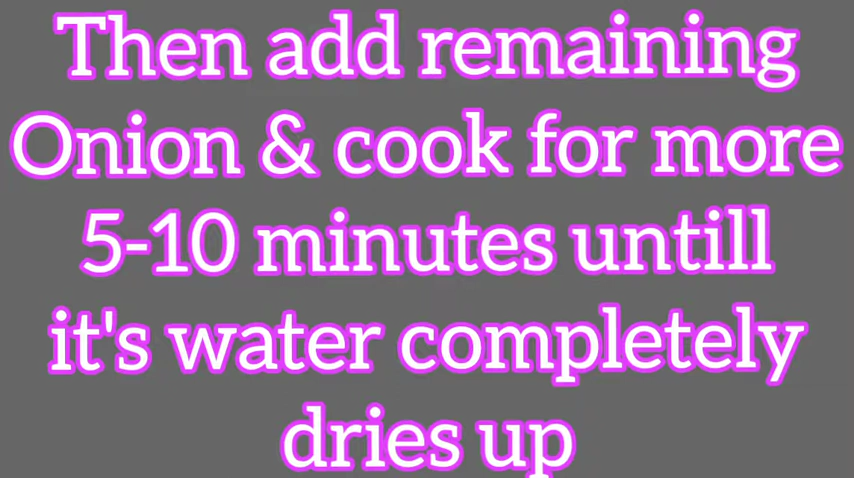 Then add remaining
Onion & cook for more
5-10 minutes untill
it's water completely
dries up